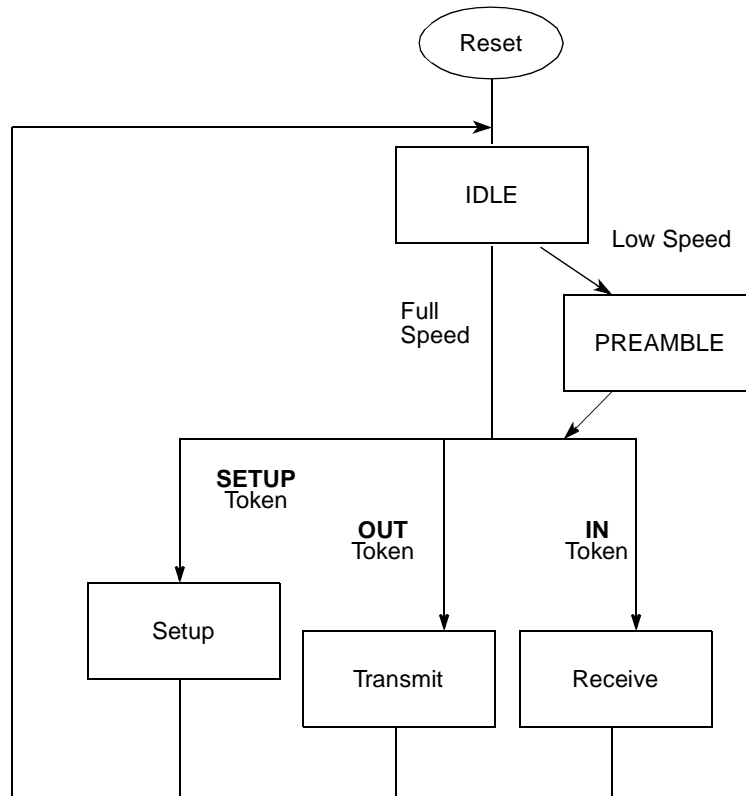 Reset
IDLE
Low Speed
Full
Speed
PREAMBLE
SETUP
Token
OUT
Token
IN
Token
Setup
Transmit
Receive